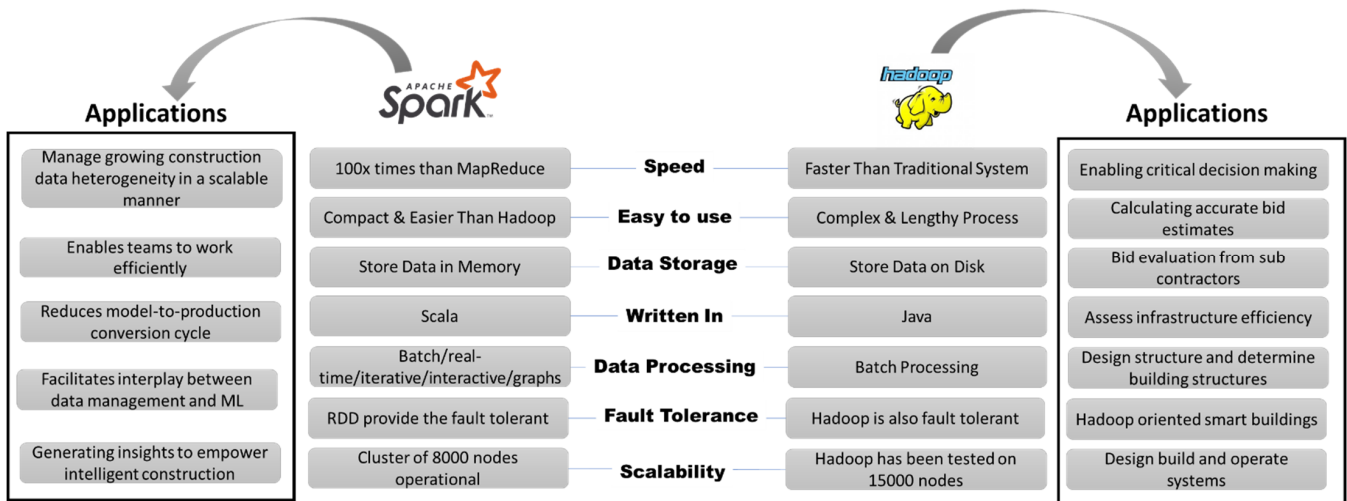 Applications
Manage growing construction
data heterogeneity in a scalable
manner
Enables teams to work
efficiently
Reduces model-to-production
conversion cycle
Facilitates interplay between
data management and ML
Generating insights to empower
intelligent construction
APACHE
Spark
TM
hadoop
100x times than MapReduce
Speed
Faster Than Traditional System
Compact & Easier Than Hadoop
Easy to use
Complex & Lengthy Process
Store Data in Memory
Data Storage
Store Data on Disk
Scala
Written In
Java
Batch/real-
time/iterative/interactive/graphs
Data Processing
Batch Processing
RDD provide the fault tolerant
Fault Tolerance
Hadoop is also fault tolerant
Cluster of 8000 nodes
operational
Scalability
Hadoop has been tested on
15000 nodes
Applications
Enabling critical decision making
Calculating accurate bid
estimates
Bid evaluation from sub
contractors
Assess infrastructure efficiency
Design structure and determine
building structures
Hadoop oriented smart buildings
Design build and operate
systems